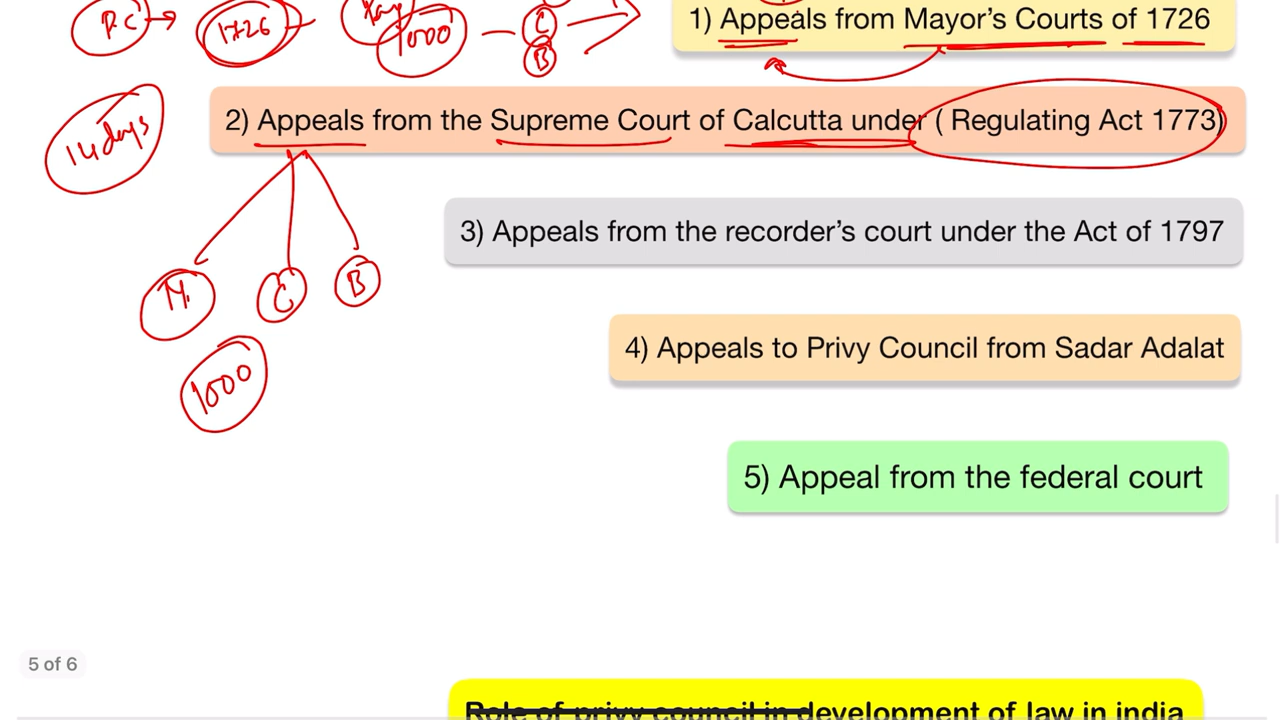 P.C → 1726 1000 C
B
1) Appeals from Mayor's Courts of 1726
14 days
2) Appeals from the Supreme Court of Calcutta under ( Regulating Act 1773)
3) Appeals from the recorder's court under the Act of 1797
M. C B
4) Appeals to Privy Council from Sadar Adalat
1000
5) Appeal from the federal court
5 of 6
Role of privy council in development of law in india